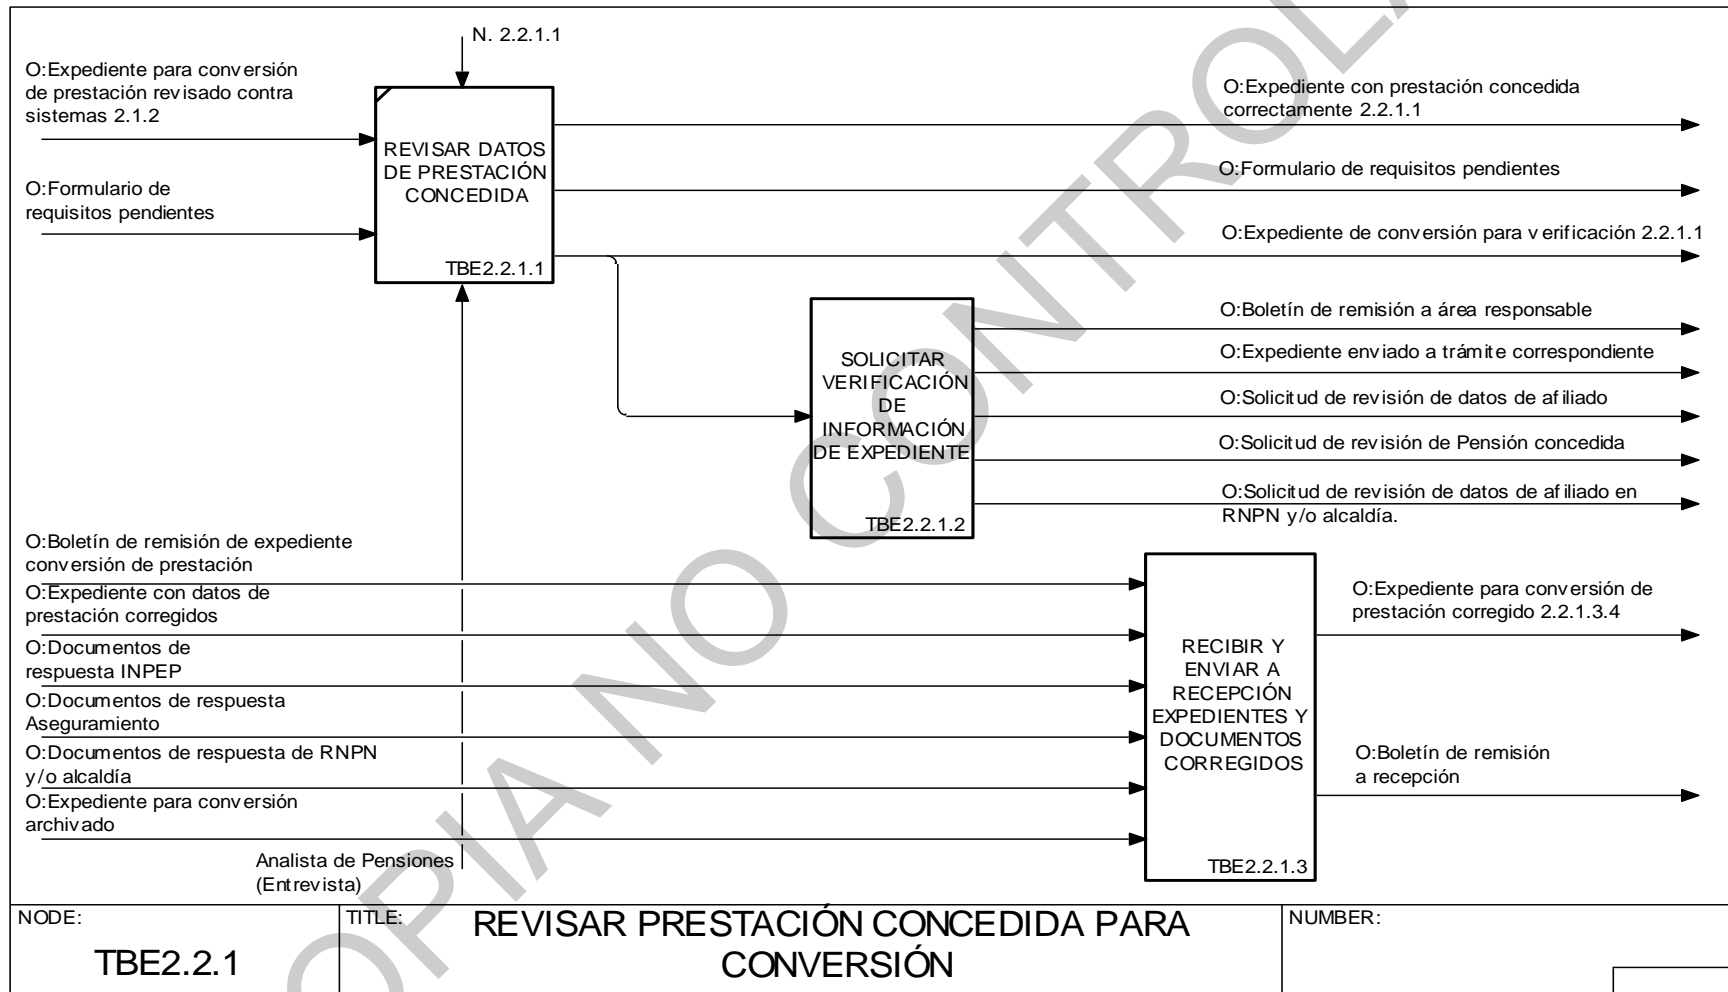 N. 2.2.1.1
O:Expediente para conversión
de prestación revisado contra
sistemas 2.1.2
O:Formulario de
requisitos pendientes
REVISAR DATOS
DE PRESTACIÓN
CONCEDIDA
TBE2.2.1.1
O:Expediente con prestación concedida
correctamente 2.2.1.1
O:Formulario de requisitos pendientes
O:Expediente de conversión para verificación 2.2.1.1
SOLICITAR
VERIFICACIÓN
DE
INFORMACIÓN
DE EXPEDIENTE
TBE2.2.1.2
O:Boletín de remisión a área responsable
O:Expediente enviado a trámite correspondiente
O:Solicitud de revisión de datos de afiliado
O:Solicitud de revisión de Pensión concedida
O:Solicitud de revisión de datos de afiliado en
RNPN y/o alcaldía.
O:Boletín de remisión de expediente
conversión de prestación
O:Expediente con datos de
prestación corregidos
O:Documentos de
respuesta INPEP
O:Documentos de respuesta
Aseguramiento
O:Documentos de respuesta de RNPN
y/o alcaldía
O:Expediente para conversión
archivado
Analista de Pensiones
(Entrevista)
RECIBIR Y
ENVIAR A
RECEPCIÓN
EXPEDIENTES Y
DOCUMENTOS
CORREGIDOS
TBE2.2.1.3
O:Expediente para conversión de
prestación corregido 2.2.1.3.4
O:Boletín de remisión
a recepción
NODE:
TBE2.2.1
TITLE:
REVISAR PRESTACIÓN CONCEDIDA PARA
CONVERSIÓN
NUMBER:
OPIA NO CONTROLA